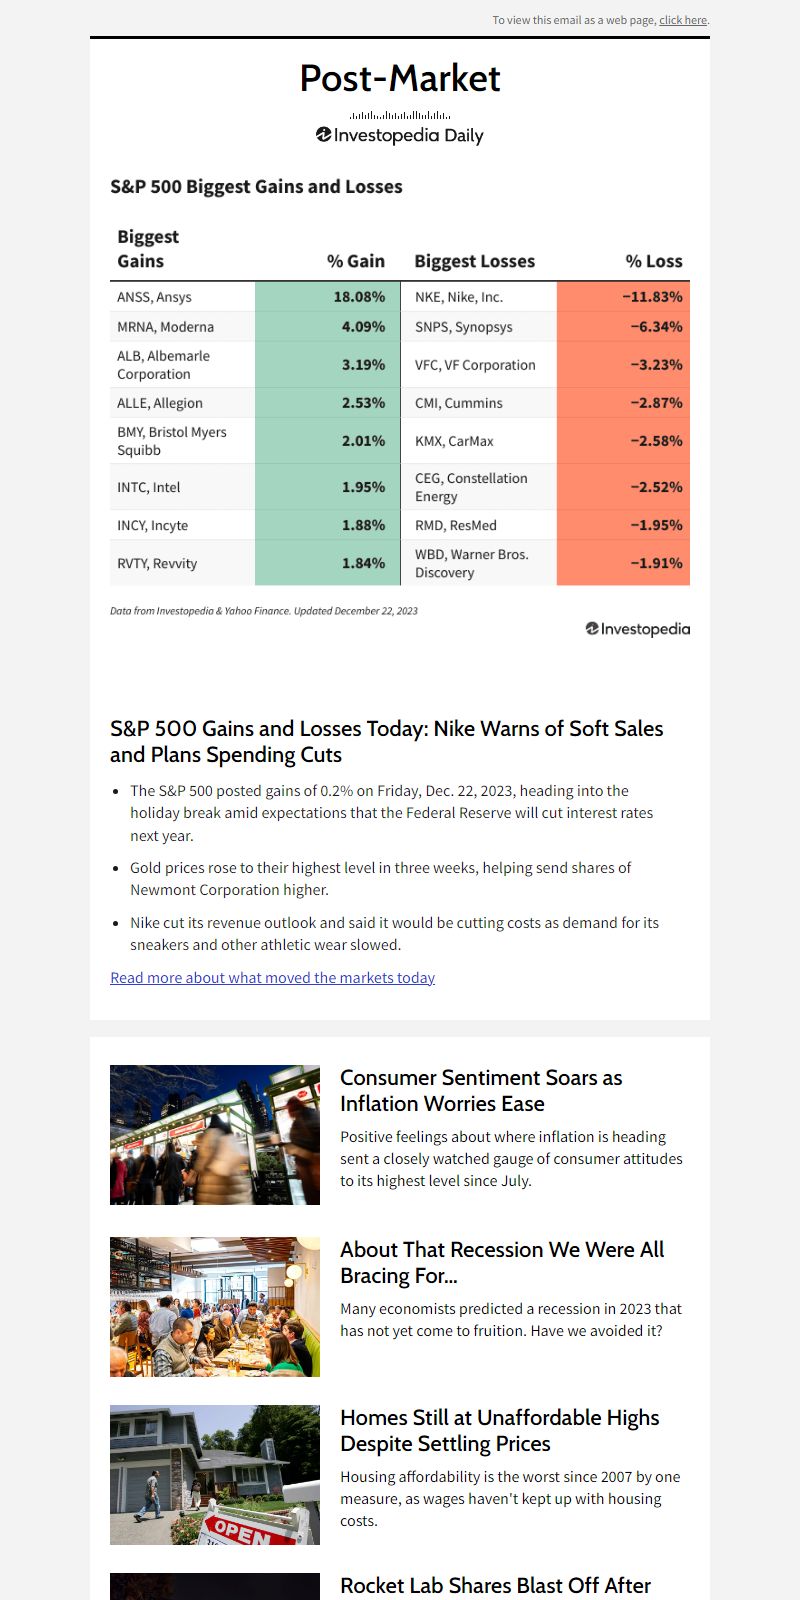 To view this email as a web page, click here.
Post-Market
Investopedia Daily
S&P 500 Biggest Gains and Losses
Biggest
Gains % Gain Biggest Losses % Loss
ANSS, Ansys 18.08% NKE, Nike, Inc. −11.83%
MRNA, Moderna 4.09% SNPS, Synopsys −6.34%
ALB, Albemarle
Corporation 3.19% VFC, VF Corporation −3.23%
ALLE, Allegion 2.53% CMI, Cummins −2.87%
BMY, Bristol Myers
Squibb 2.01% KMX, CarMax −2.58%
INTC, Intel 1.95% CEG, Constellation
Energy −2.52%
INCY, Incyte 1.88% RMD, ResMed −1.95%
RVTY, Revvity 1.84% WBD, Warner Bros.
Discovery −1.91%
Data from Investopedia & Yahoo Finance. Updated December 22, 2023
Investopedia
S&P 500 Gains and Losses Today: Nike Warns of Soft Sales
and Plans Spending Cuts
• The S&P 500 posted gains of 0.2% on Friday, Dec. 22, 2023, heading into the
holiday break amid expectations that the Federal Reserve will cut interest rates
next year.
• Gold prices rose to their highest level in three weeks, helping send shares of
Newmont Corporation higher.
• Nike cut its revenue outlook and said it would be cutting costs as demand for its
sneakers and other athletic wear slowed.
Read more about what moved the markets today
Consumer Sentiment Soars as
Inflation Worries Ease
Positive feelings about where inflation is heading
sent a closely watched gauge of consumer attitudes
to its highest level since July.
About That Recession We Were All
Bracing For...
Many economists predicted a recession in 2023 that
has not yet come to fruition. Have we avoided it?
OPEN
Homes Still at Unaffordable Highs
Despite Settling Prices
Housing affordability is the worst since 2007 by one
measure, as wages haven't kept up with housing
costs.
Rocket Lab Shares Blast Off After